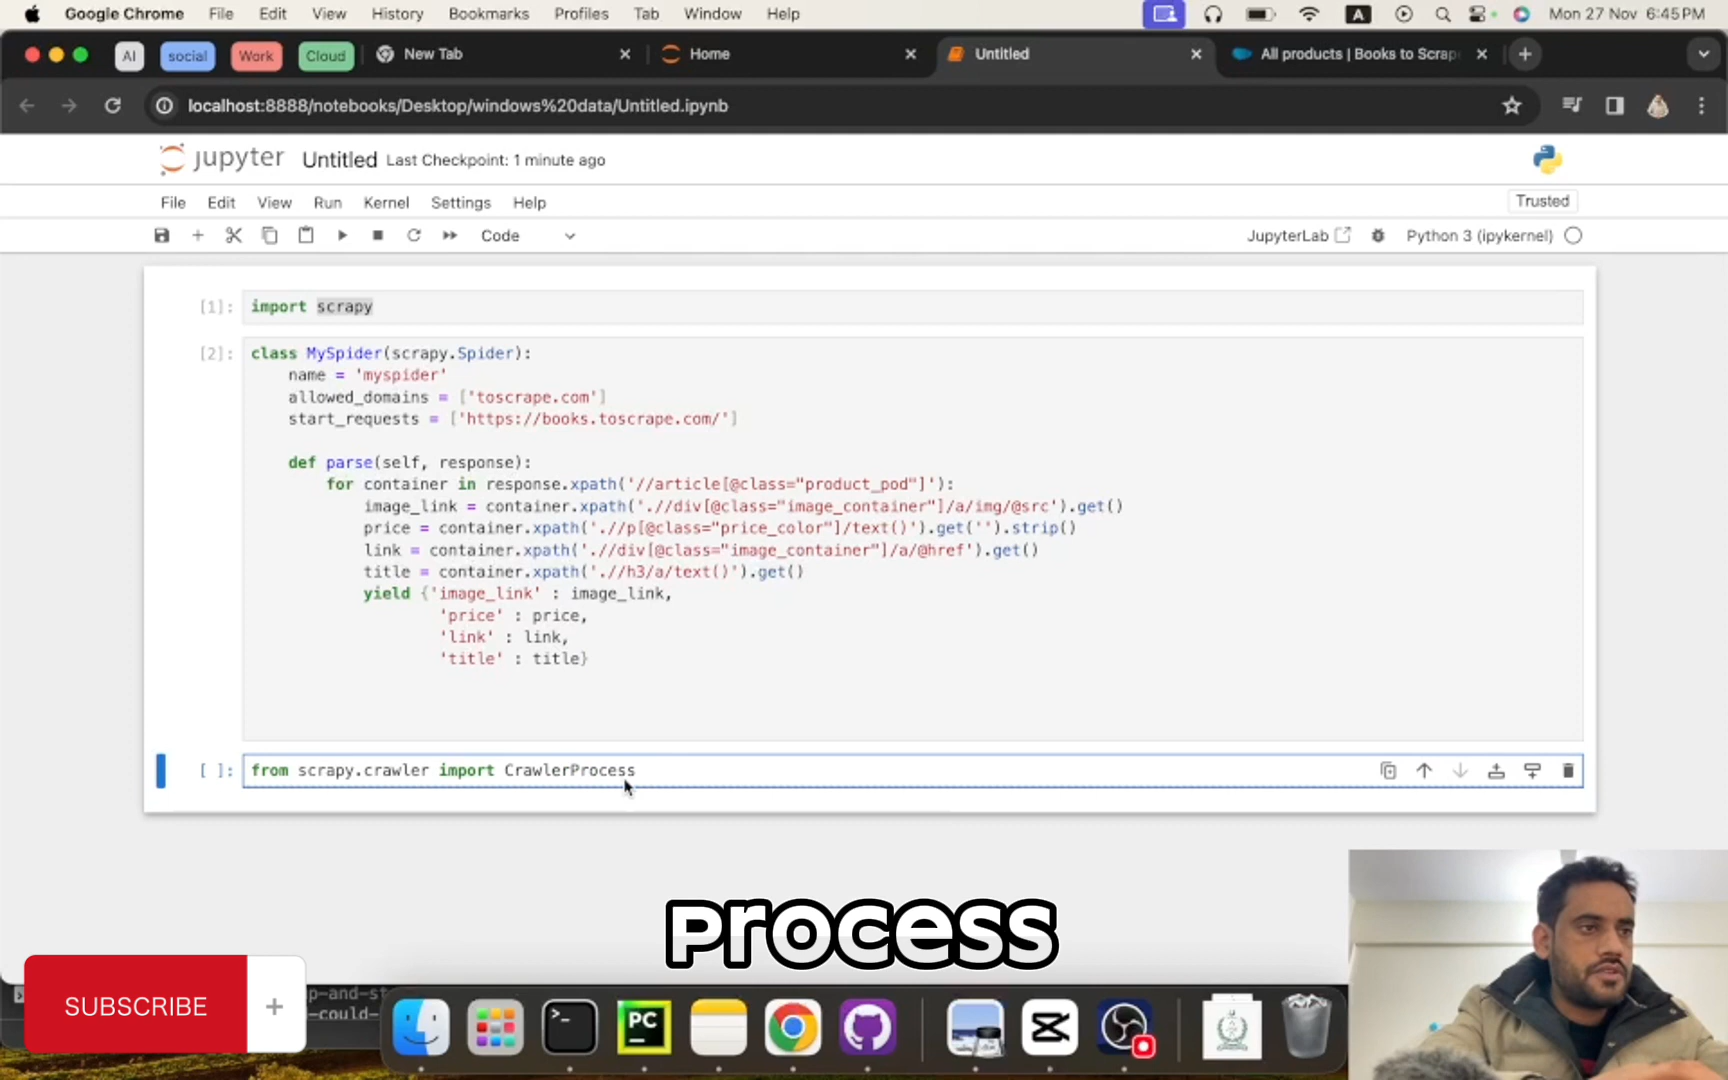 Google Chrome File Edit View History Bookmarks Profiles Tab Window Help A Mon 27 Nov 6:45 PM
AI social Work Cloud New Tab Home Untitled All products | Books to Scrap
localhost:8888/notebooks/Desktop/windows%20data/Untitled.ipynb
jupyter Untitled Last Checkpoint: 1 minute ago
File Edit View Run Kernel Settings Help Trusted
Code JupyterLab Python 3 (ipykernel)
[1]: import scrapy
[2]: class MySpider(scrapy.Spider):
name = 'myspider'
allowed_domains = ['toscrape.com']
start_requests = ['https://books.toscrape.com/']
def parse(self, response):
for container in response.xpath('//article[@class="product_pod"]'):
image_link = container.xpath('.//div[@class="image_container"]/a/img/@src').get()
price = container.xpath('.//p[@class="price_color"]/text()').get('').strip()
link = container.xpath('.//div[@class="image_container"]/a/@href').get()
title = container.xpath('.//h3/a/text()').get()
yield {'image_link' : image_link,
'price' : price,
'link' : link,
'title' : title}
[ ]: from scrapy.crawler import CrawlerProcess
process
SUBSCRIBE +
p-and-st
-could-
PC